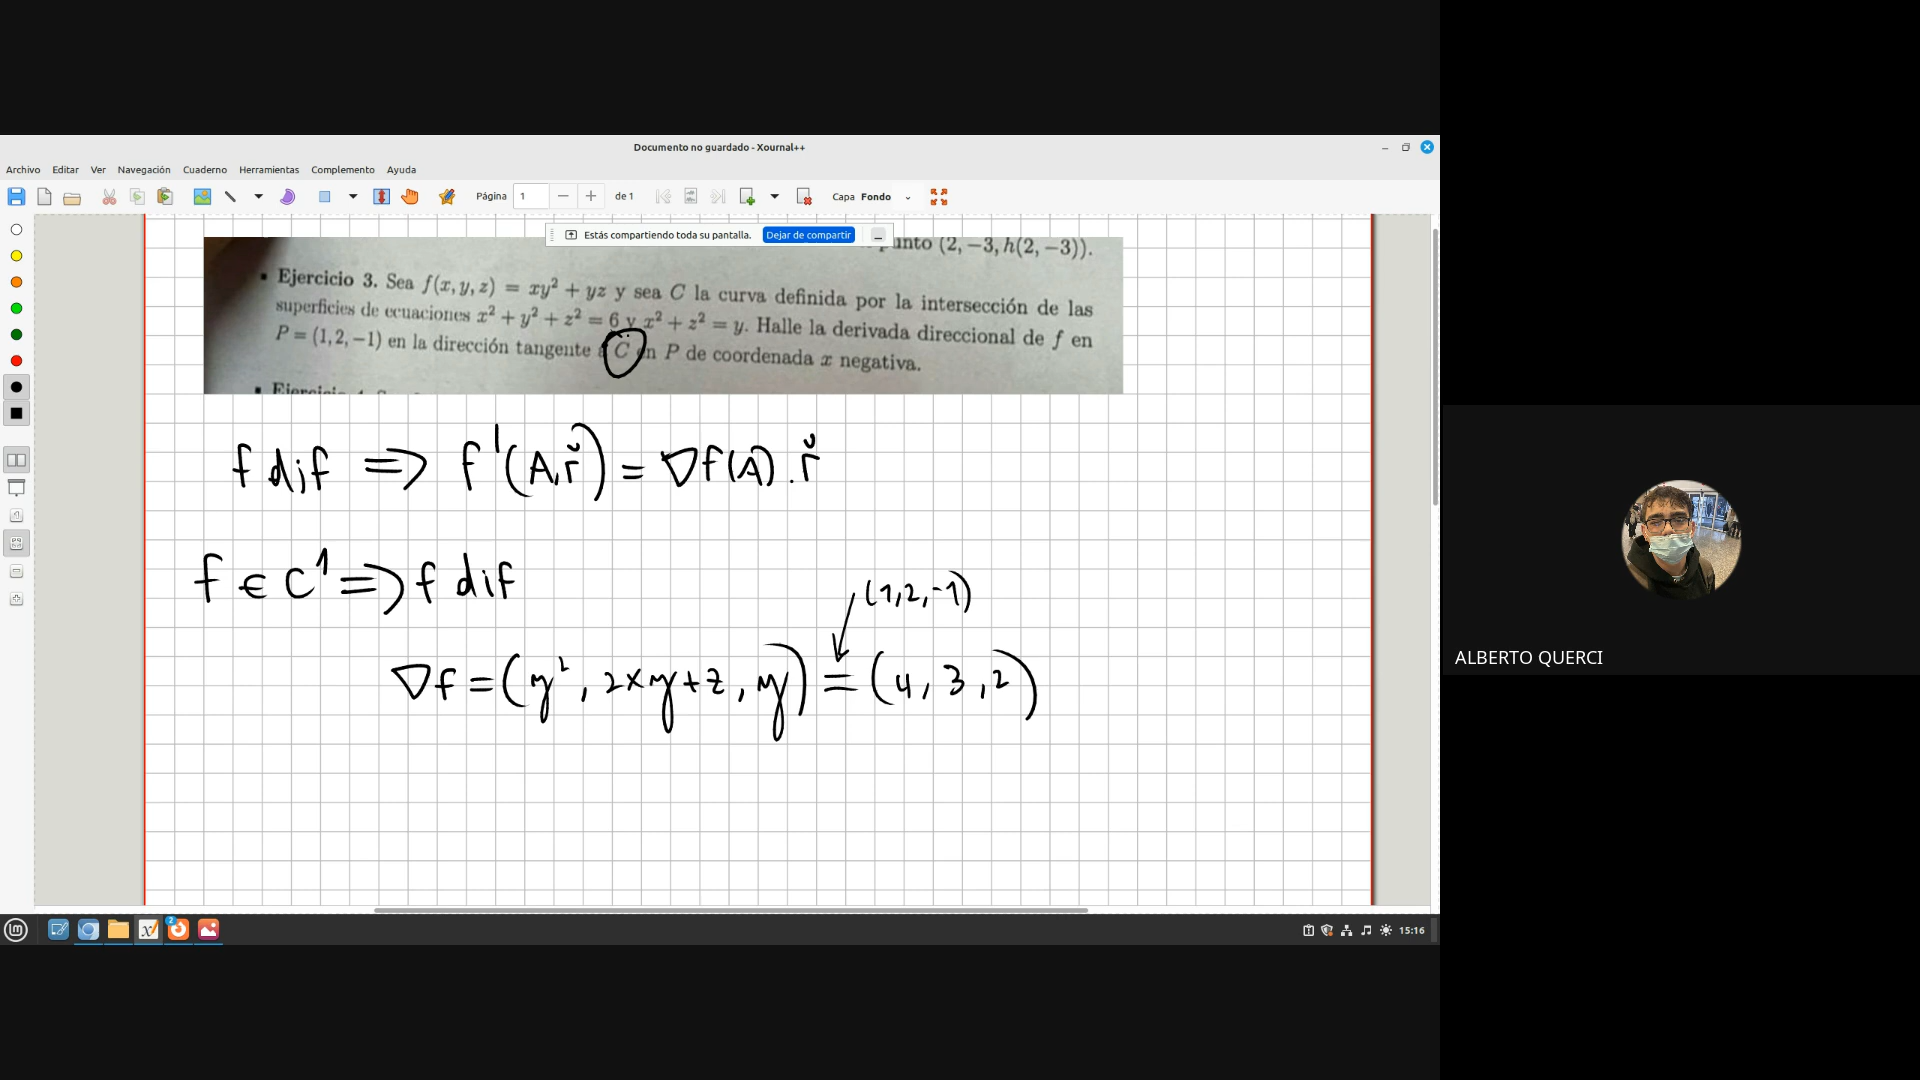 Documento no guardado - Xournal++
Archivo Editar Ver Navegación Cuaderno Herramientas Complemento Ayuda
Página 1 de 1 Capa Fondo
Estás compartiendo toda su pantalla. Dejar de compartir
punto (2, −3, h(2, −3)).
▪ Ejercicio 3. Sea f(x, y, z) = xy² + yz y sea C la curva definida por la intersección de las
superficies de ecuaciones x² + y² + z² = 6 y x² + z² = y. Halle la derivada direccional de f en
P = (1, 2, −1) en la dirección tangente a C en P de coordenada x negativa.
f dif ⟹ f'(A, r̆) = ∇f(A) . r̆
f ∈ C¹ ⟹ f dif
(1,2,-1)
∇f = (y², 2xy+z, y) = (4, 3, 2)
ALBERTO QUERCI
2
15:16